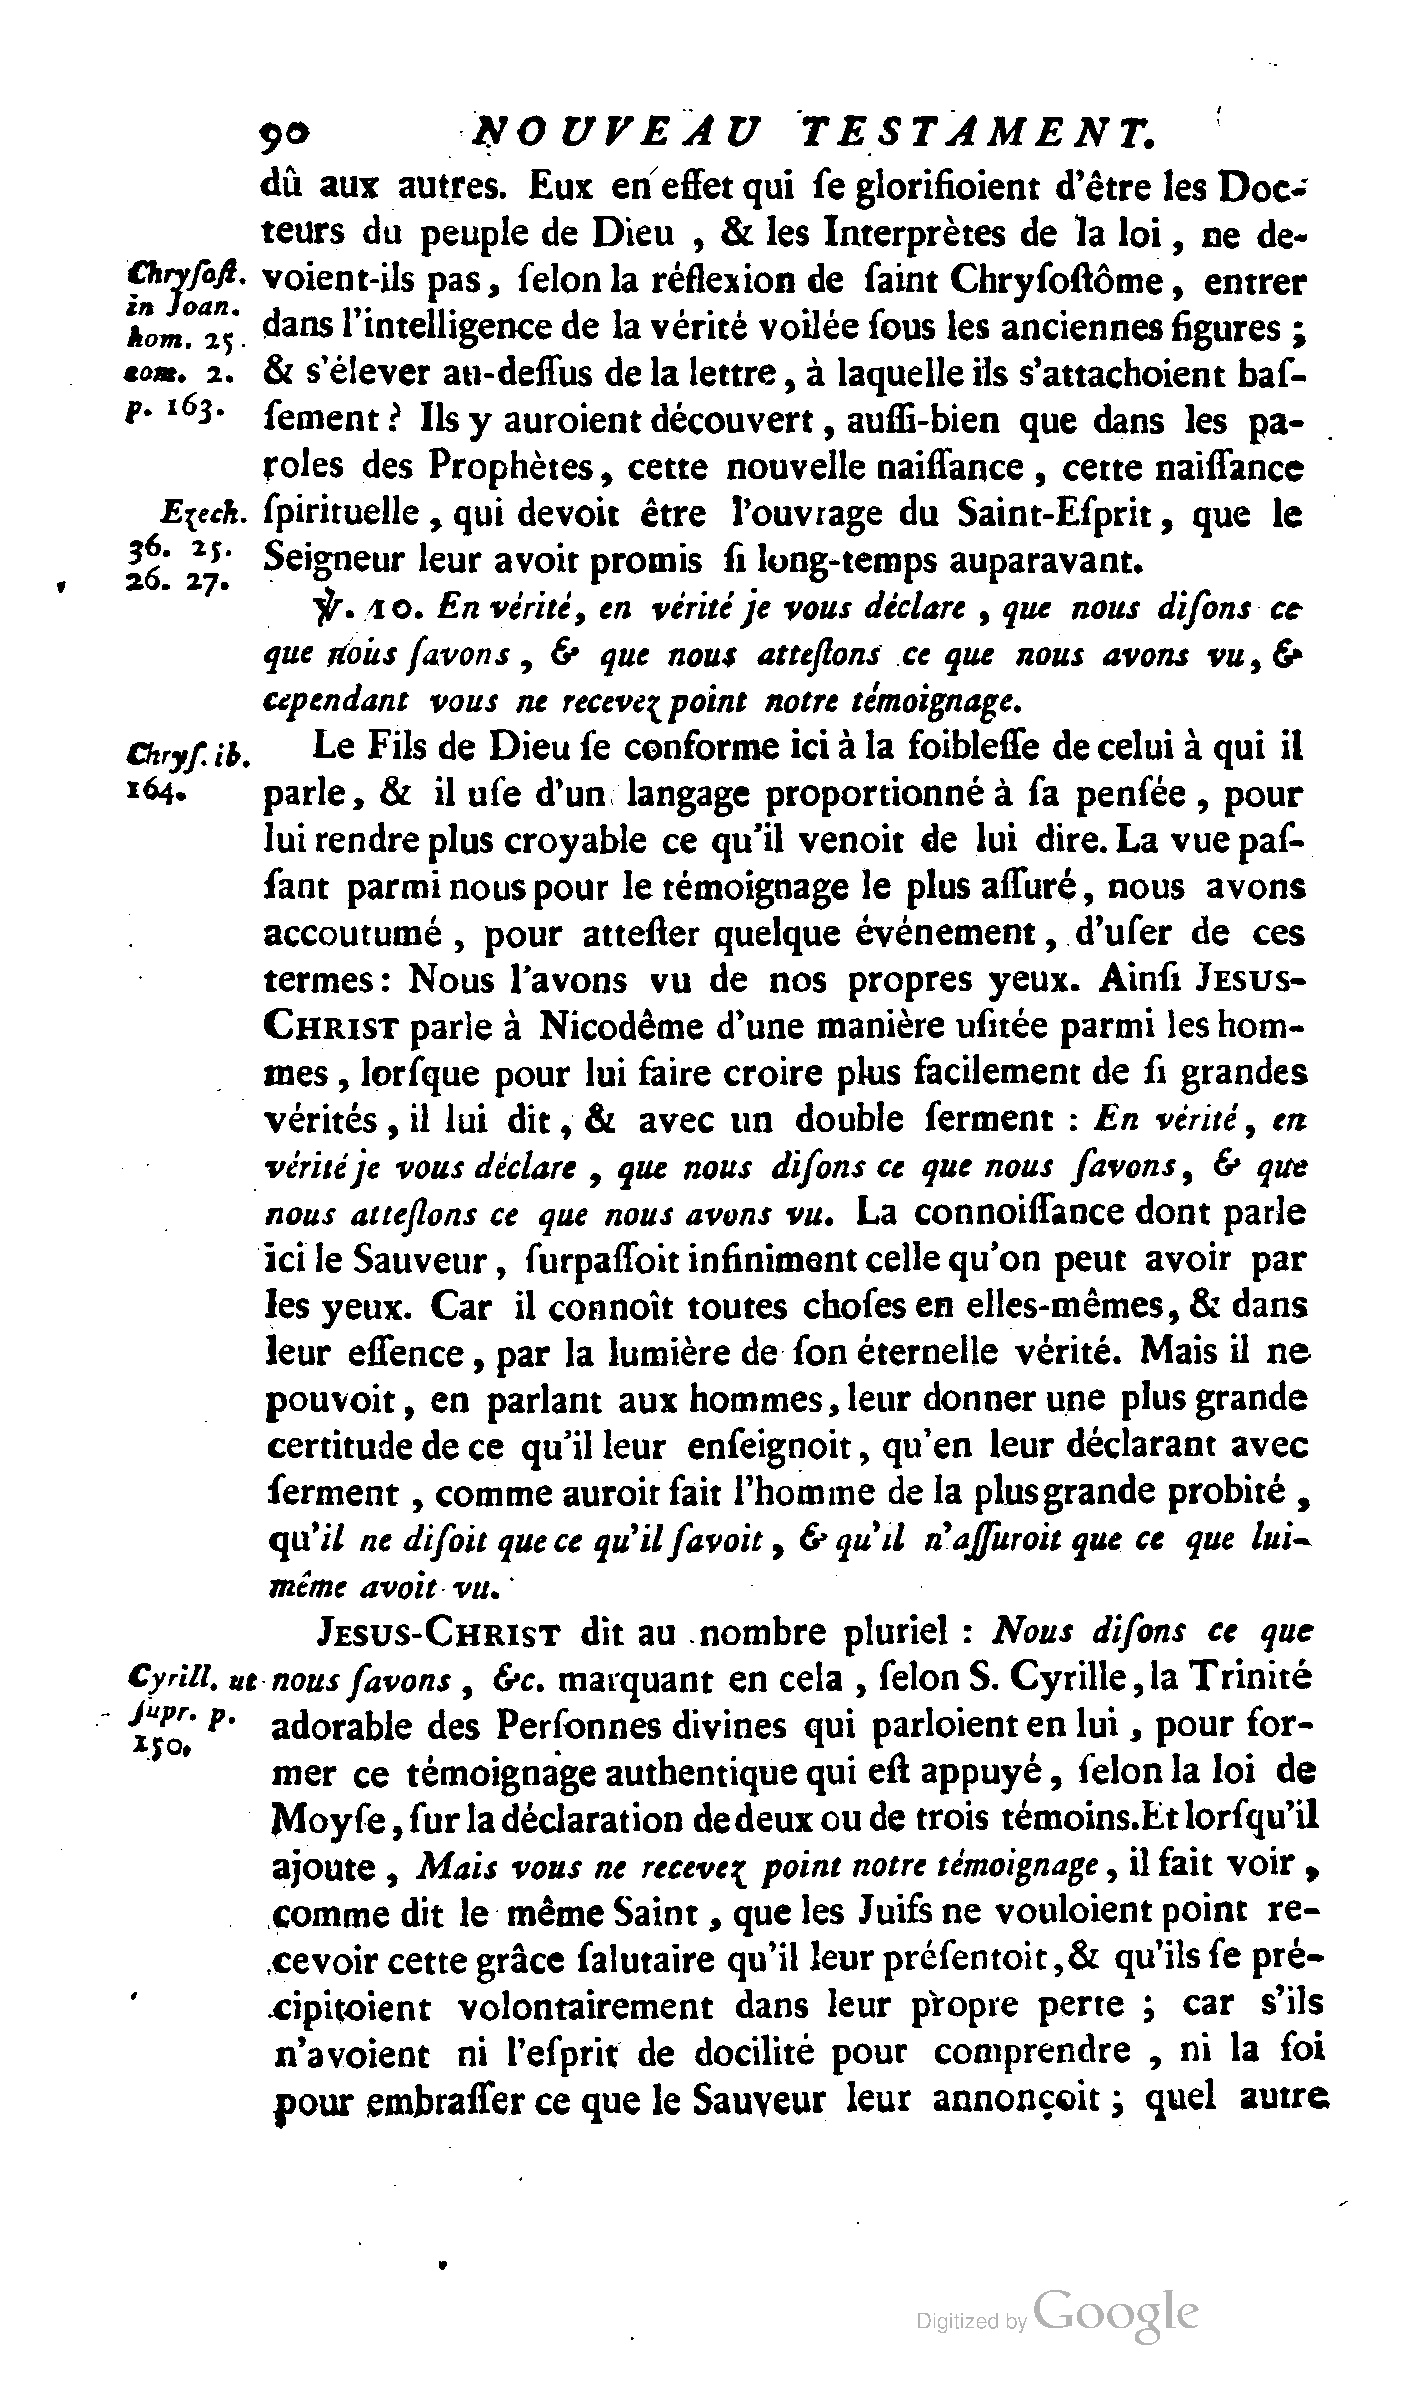 90 NOUVEAU TESTAMENT.
dû aux autres. Eux en effet qui ſe glorifioient d'être les Doc-
teurs du peuple de Dieu, & les Interprètes de la loi, ne de-
Chryſoſt. voient-ils pas, ſelon la réflexion de ſaint Chryſoſtôme, entrer
in Joan.
hom. 25. dans l'intelligence de la vérité voilée ſous les anciennes figures;
tom. 2. & s'élever au-deſſus de la lettre, à laquelle ils s'attachoient baſ-
p. 163. ſement? Ils y auroient découvert, auſſi-bien que dans les pa-
roles des Prophètes, cette nouvelle naiſſance, cette naiſſance
Ezech. ſpirituelle, qui devoit être l'ouvrage du Saint-Eſprit, que le
36. 25. Seigneur leur avoit promis ſi long-temps auparavant.
26. 27.
℣. 10. En vérité, en vérité je vous déclare, que nous diſons ce
que nous ſavons, & que nous atteſtons ce que nous avons vu, &
cependant vous ne recevez point notre témoignage.
Chryſ. ib. Le Fils de Dieu ſe conforme ici à la foibleſſe de celui à qui il
164. parle, & il uſe d'un langage proportionné à ſa penſée, pour
lui rendre plus croyable ce qu'il venoit de lui dire. La vue paſ-
ſant parmi nous pour le témoignage le plus aſſuré, nous avons
accoutumé, pour atteſter quelque événement, d'uſer de ces
termes: Nous l'avons vu de nos propres yeux. Ainſi JESUS-
CHRIST parle à Nicodême d'une manière uſitée parmi les hom-
mes, lorſque pour lui faire croire plus facilement de ſi grandes
vérités, il lui dit, & avec un double ſerment: En vérité, en
vérité je vous déclare, que nous diſons ce que nous ſavons, & que
nous atteſtons ce que nous avons vu. La connoiſſance dont parle
ici le Sauveur, ſurpaſſoit infiniment celle qu'on peut avoir par
les yeux. Car il connoît toutes choſes en elles-mêmes, & dans
leur eſſence, par la lumière de ſon éternelle vérité. Mais il ne
pouvoit, en parlant aux hommes, leur donner une plus grande
certitude de ce qu'il leur enſeignoit, qu'en leur déclarant avec
ſerment, comme auroit fait l'homme de la plus grande probité,
qu'il ne diſoit que ce qu'il ſavoit, & qu'il n'aſſuroit que ce que lui-
même avoit vu.
JESUS-CHRIST dit au nombre pluriel: Nous diſons ce que
Cyrill. ut nous ſavons, &c. marquant en cela, ſelon S. Cyrille, la Trinité
ſupr. p. adorable des Perſonnes divines qui parloient en lui, pour for-
150.
mer ce témoignage authentique qui eſt appuyé, ſelon la loi de
Moyſe, ſur la déclaration de deux ou de trois témoins. Et lorſqu'il
ajoute, Mais vous ne recevez point notre témoignage, il fait voir,
comme dit le même Saint, que les Juifs ne vouloient point re-
cevoir cette grâce ſalutaire qu'il leur préſentoit, & qu'ils ſe pré-
cipitoient volontairement dans leur propre perte; car s'ils
n'avoient ni l'eſprit de docilité pour comprendre, ni la foi
pour embraſſer ce que le Sauveur leur annonçoit; quel autre
Digitized by Google